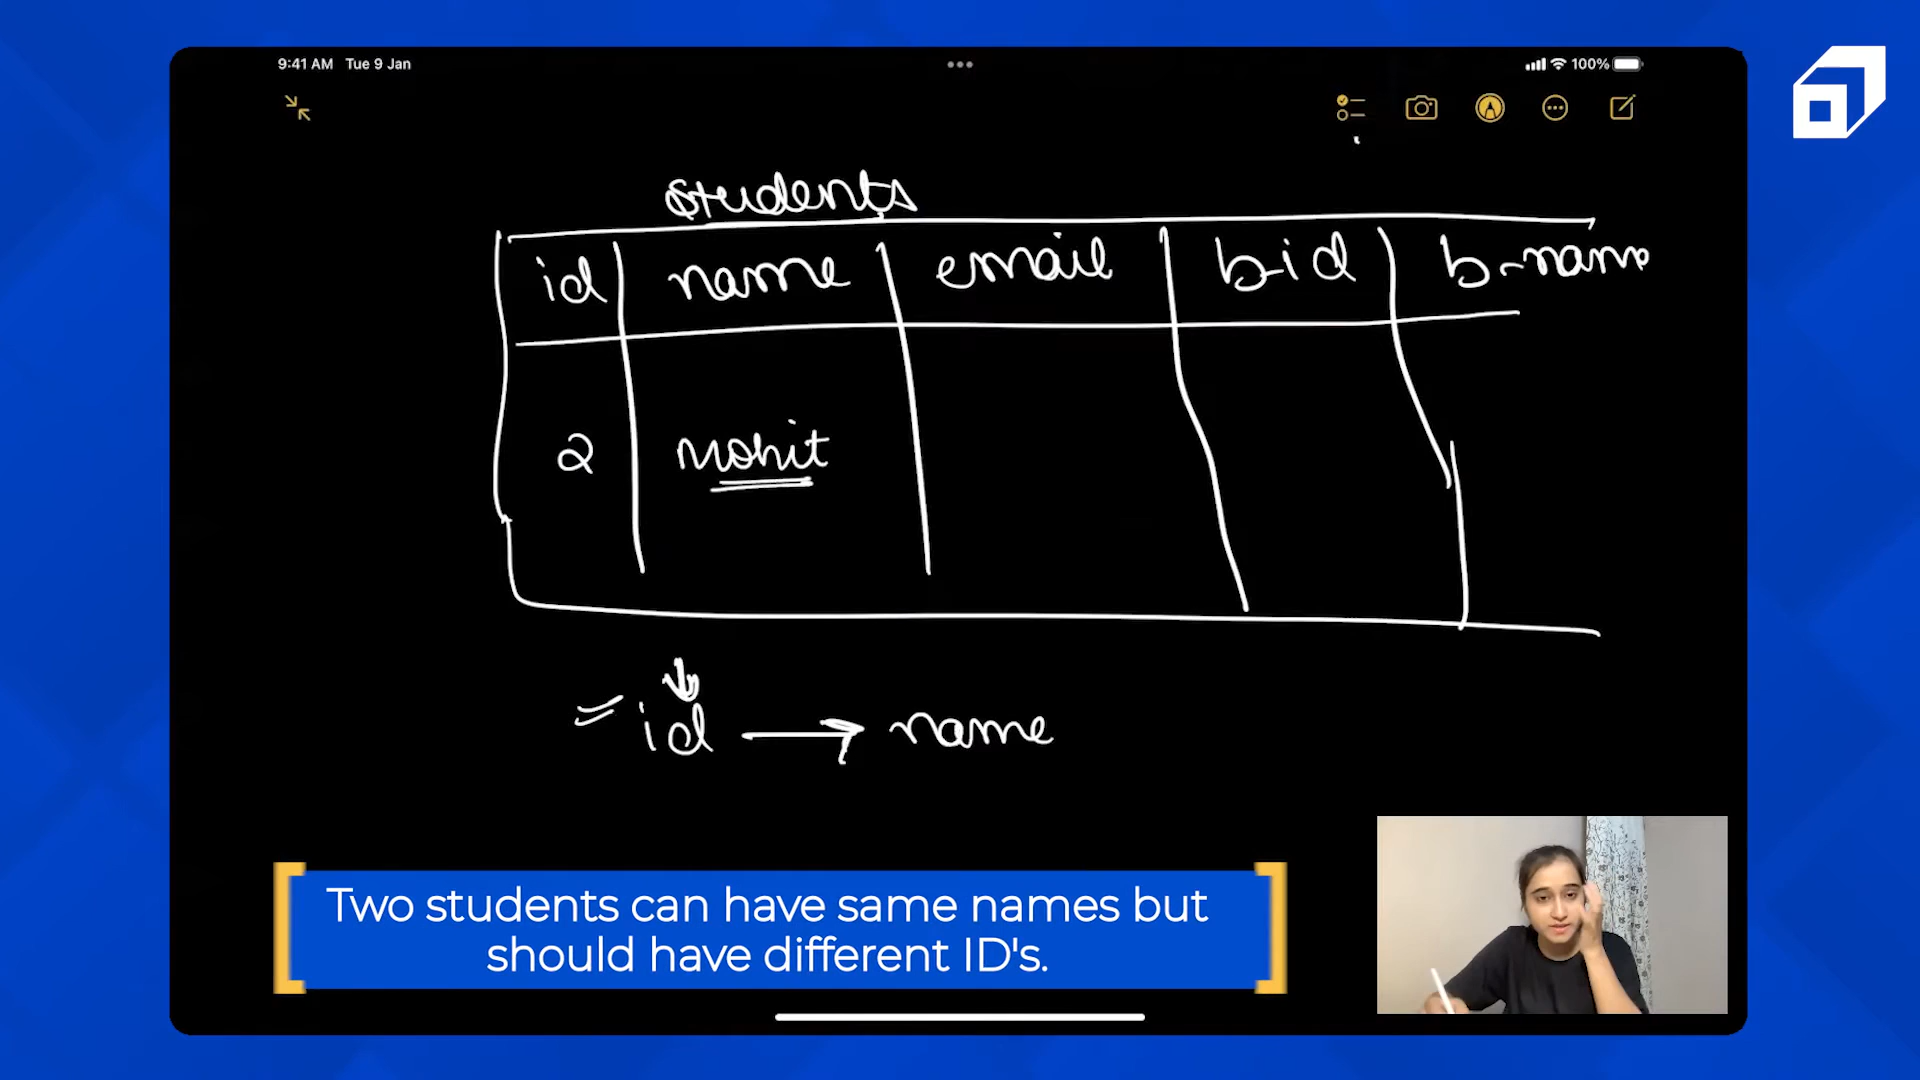 9:41 AM Tue 9 Jan
100%
students
id name email b-id b-name
2 Mohit
id → name
Two students can have same names but
should have different ID's.